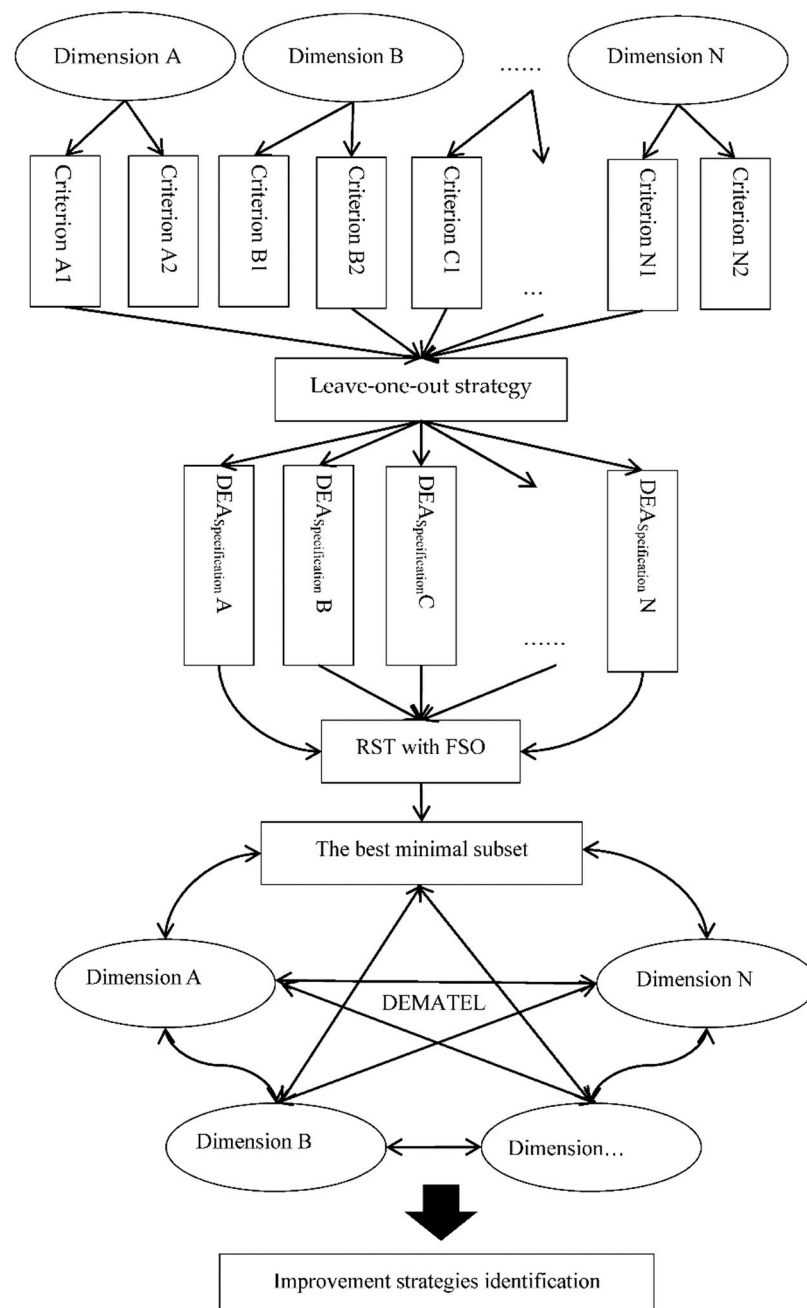 Dimension A
Dimension B
......
Dimension N
Criterion A1
Criterion A2
Criterion B1
Criterion B2
Criterion C1
...
Criterion N1
Criterion N2
Leave-one-out strategy
DEASpecification A
DEASpecification B
DEASpecificationC
......
DEASpeification N
RST with FSO
The best minimal subset
Dimension A
DEMATEL
Dimension N
Dimension B
Dimension...
Improvement strategies identification